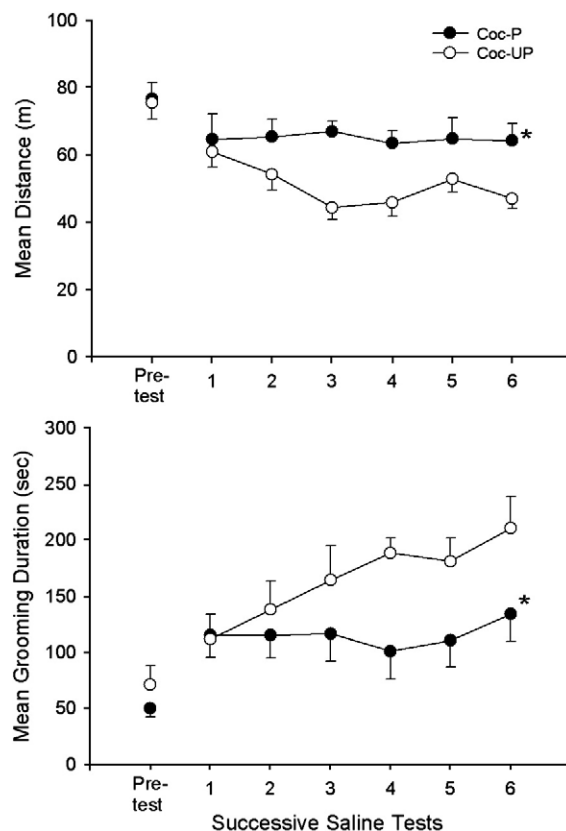 Coc-P
Coc-UP
100
80
60
40
20
0
Mean Distance (m)
*
Pre-
test
1 2 3 4 5 6
300
250
200
150
100
50
0
Mean Grooming Duration (sec)
*
Pre-
test
1 2 3 4 5 6
Successive Saline Tests